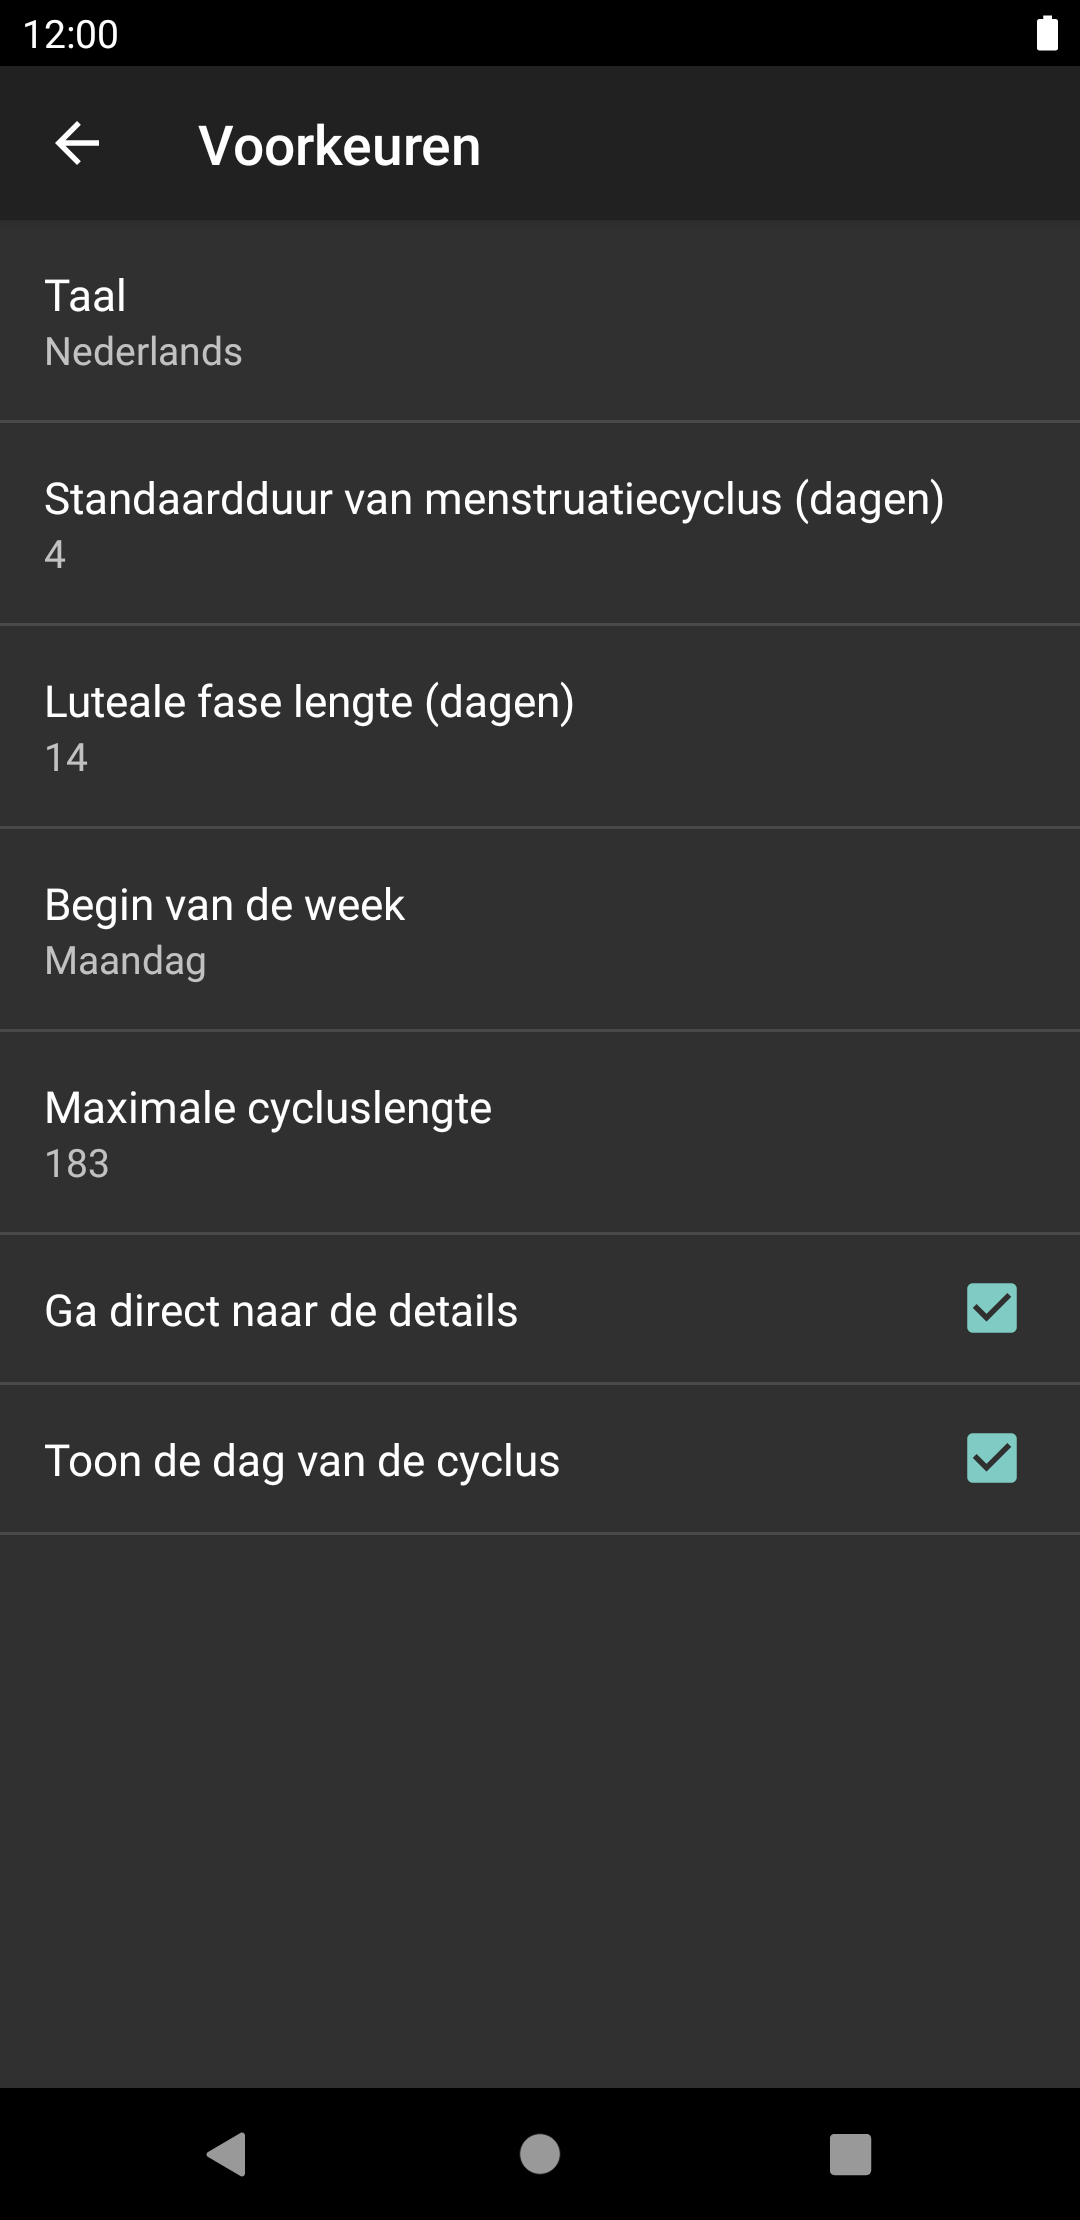 12:00
Voorkeuren
Taal
Nederlands
Standaardduur van menstruatiecyclus (dagen)
4
Luteale fase lengte (dagen)
14
Begin van de week
Maandag
Maximale cycluslengte
183
Ga direct naar de details
Toon de dag van de cyclus